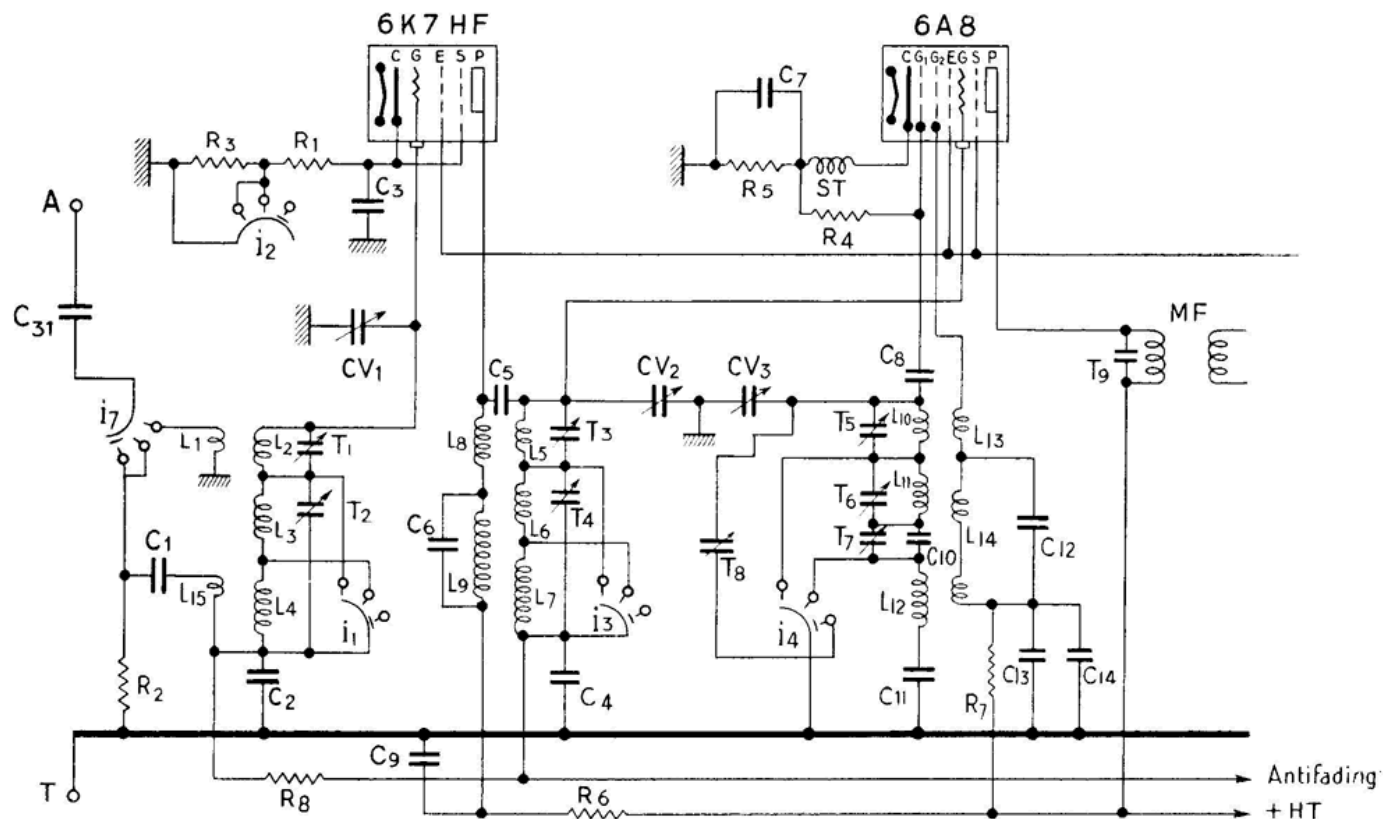 6K7 HF
6A8
C G E S P
C G1 G2 E G S P
C7
R3
R1
C3
i2
R5
ST
R4
A
C31
CV1
MF
T9
C5
CV2
CV3
C8
i7
L1
L2
T1
L8
L5
T3
T5
L10
L13
L3
T2
C6
L6
T4
T6
L11
C12
C1
L15
L4
i1
L9
L7
i3
T8
T7
C10
L14
i4
L12
R2
C2
C4
C11
R7
C13
C14
C9
T
R8
R6
Antifading
+ HT